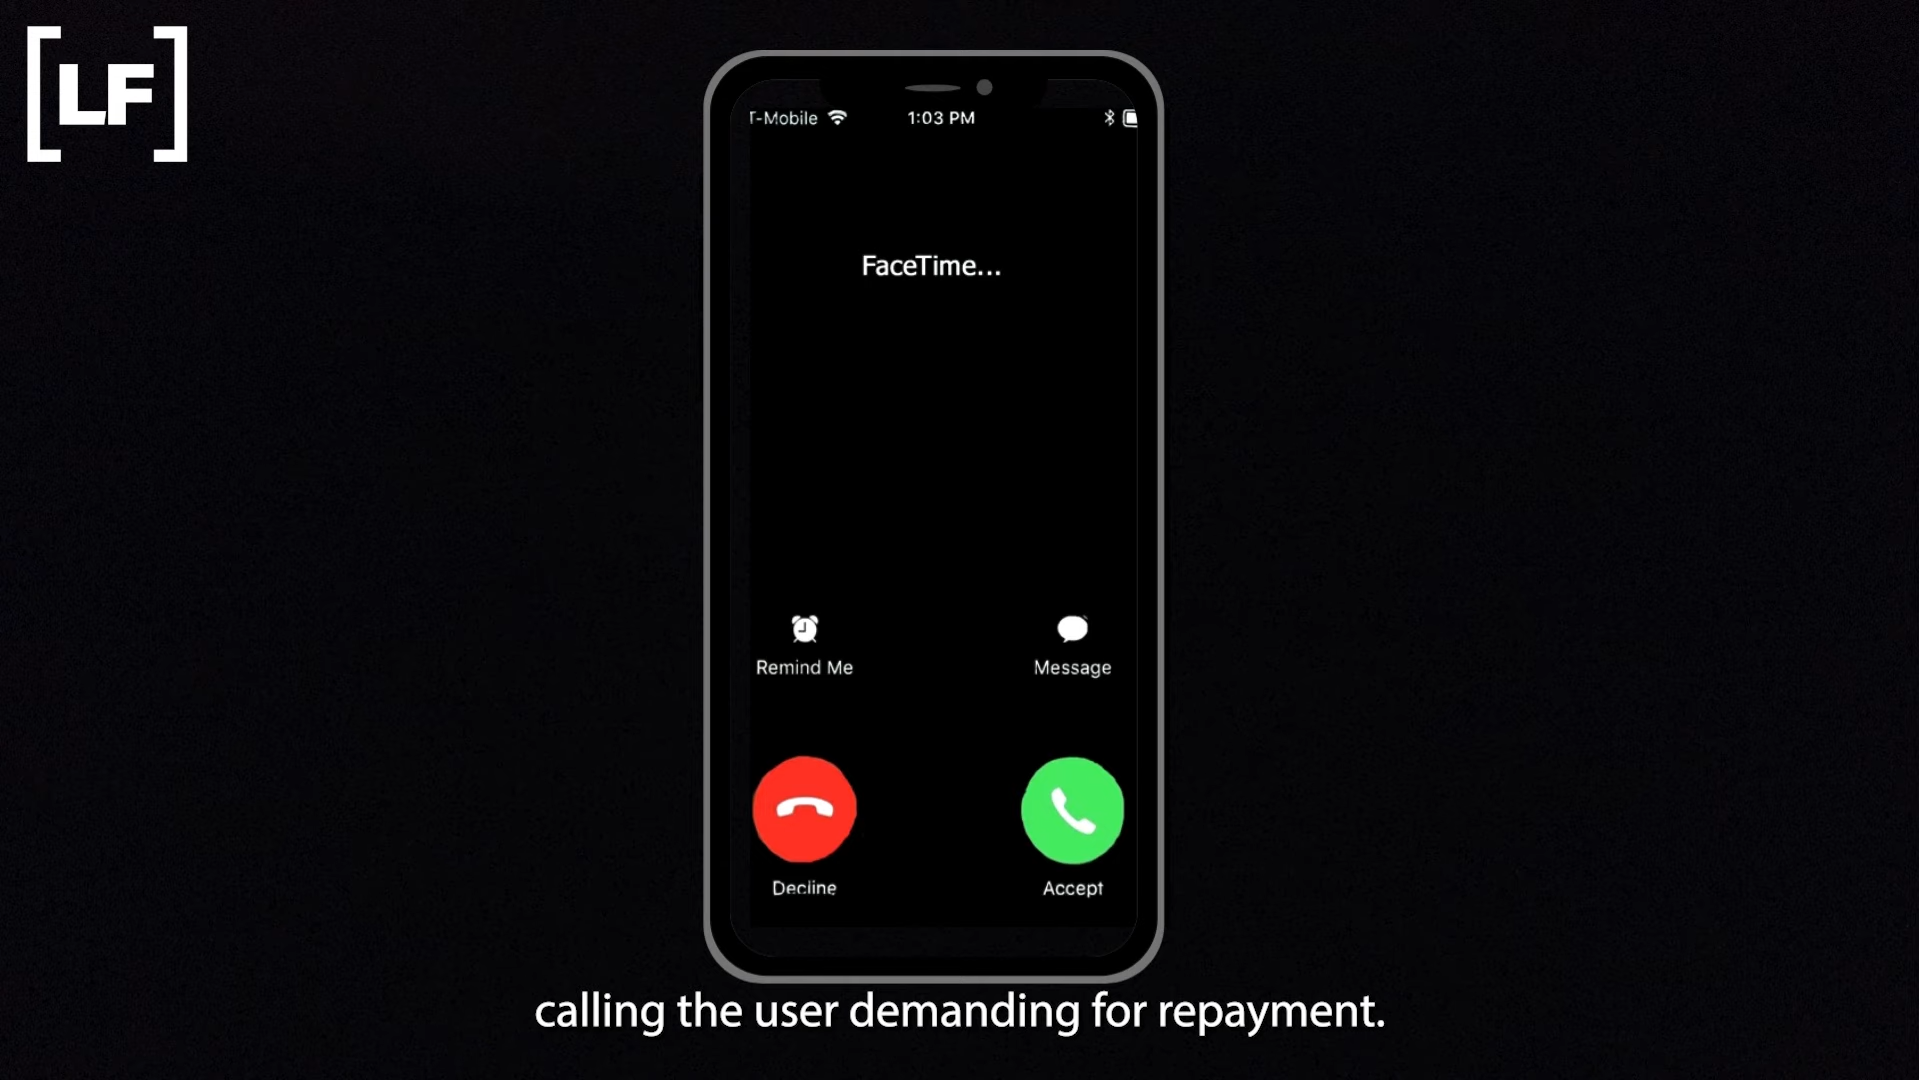 [LF]
T-Mobile 1:03 PM
FaceTime...
Remind Me Message
Decline Accept
calling the user demanding for repayment.